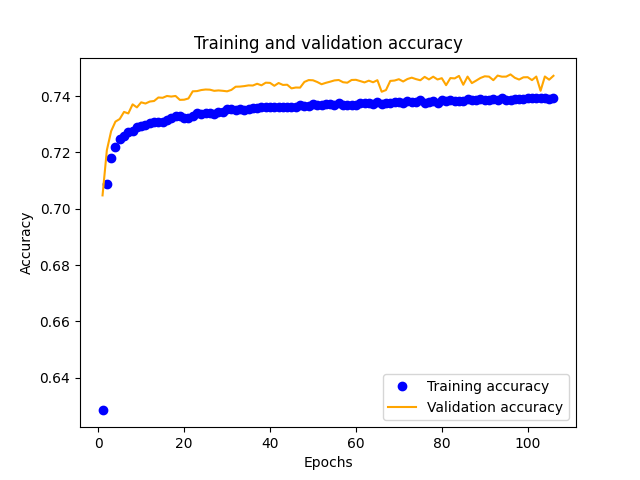 Training and validation accuracy
Accuracy
0.74
0.72
0.70
0.68
0.66
0.64
Training accuracy
Validation accuracy
0
20
40
60
80
100
Epochs